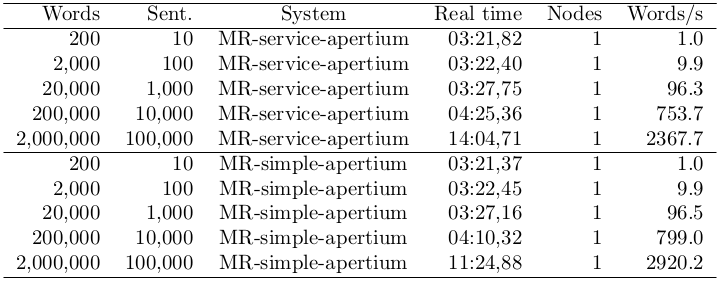 Words Sent. System Real time Nodes Words/s
200 10 MR-service-apertium 03:21,82 1 1.0
2,000 100 MR-service-apertium 03:22,40 1 9.9
20,000 1,000 MR-service-apertium 03:27,75 1 96.3
200,000 10,000 MR-service-apertium 04:25,36 1 753.7
2,000,000 100,000 MR-service-apertium 14:04,71 1 2367.7
200 10 MR-simple-apertium 03:21,37 1 1.0
2,000 100 MR-simple-apertium 03:22,45 1 9.9
20,000 1,000 MR-simple-apertium 03:27,16 1 96.5
200,000 10,000 MR-simple-apertium 04:10,32 1 799.0
2,000,000 100,000 MR-simple-apertium 11:24,88 1 2920.2